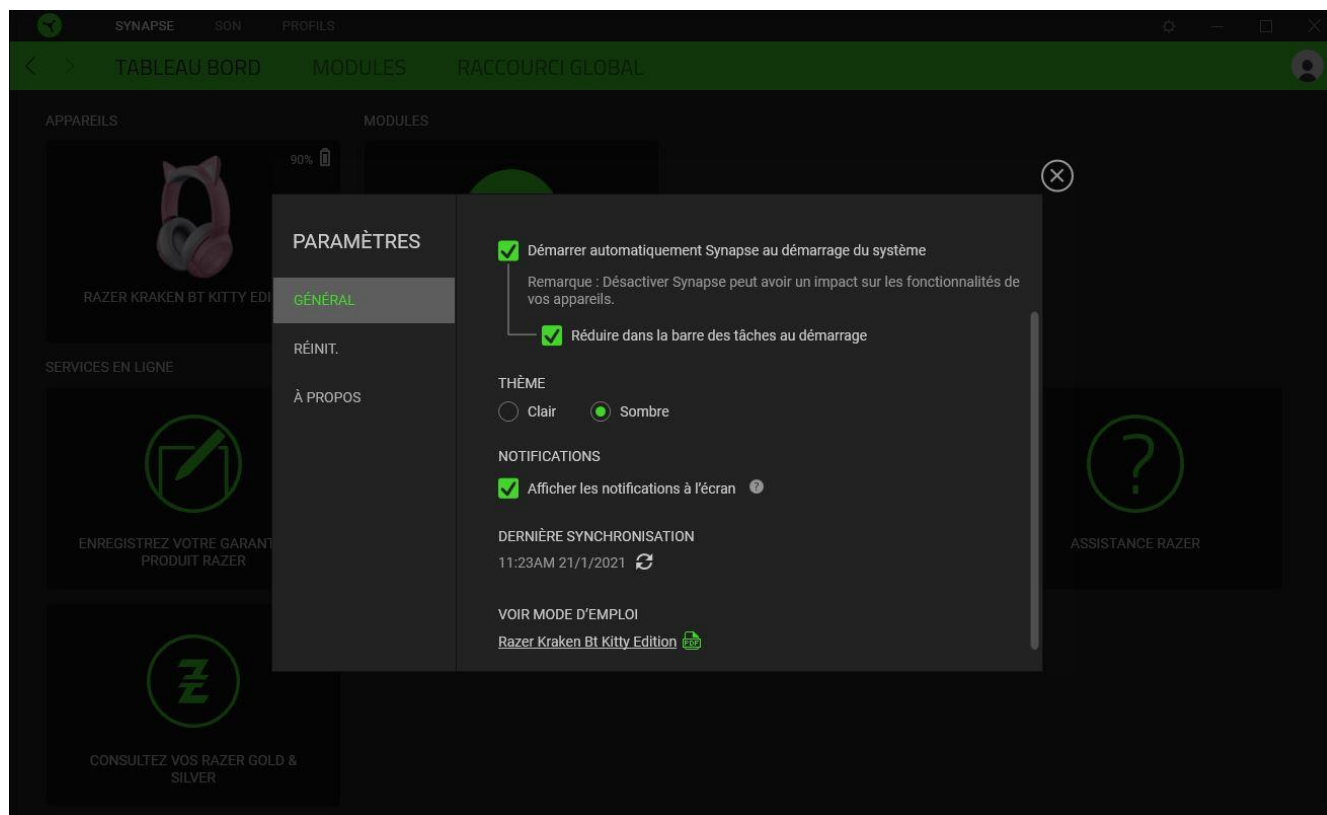 SYNAPSE SON PROFILS
TABLEAU BORD MODULES RACCOURCI GLOBAL
APPAREILS
MODULES
90%
RAZER KRAKEN BT KITTY EDI
SERVICES EN LIGNE
ENREGISTREZ VOTRE GARANT
PRODUIT RAZER
CONSULTEZ VOS RAZER GOLD &
SILVER
ASSISTANCE RAZER
PARAMÈTRES
GÉNÉRAL
RÉINIT.
À PROPOS
Démarrer automatiquement Synapse au démarrage du système
Remarque : Désactiver Synapse peut avoir un impact sur les fonctionnalités de
vos appareils.
Réduire dans la barre des tâches au démarrage
THÈME
Clair Sombre
NOTIFICATIONS
Afficher les notifications à l'écran ?
DERNIÈRE SYNCHRONISATION
11:23AM 21/1/2021
VOIR MODE D'EMPLOI
Razer Kraken Bt Kitty Edition PDF